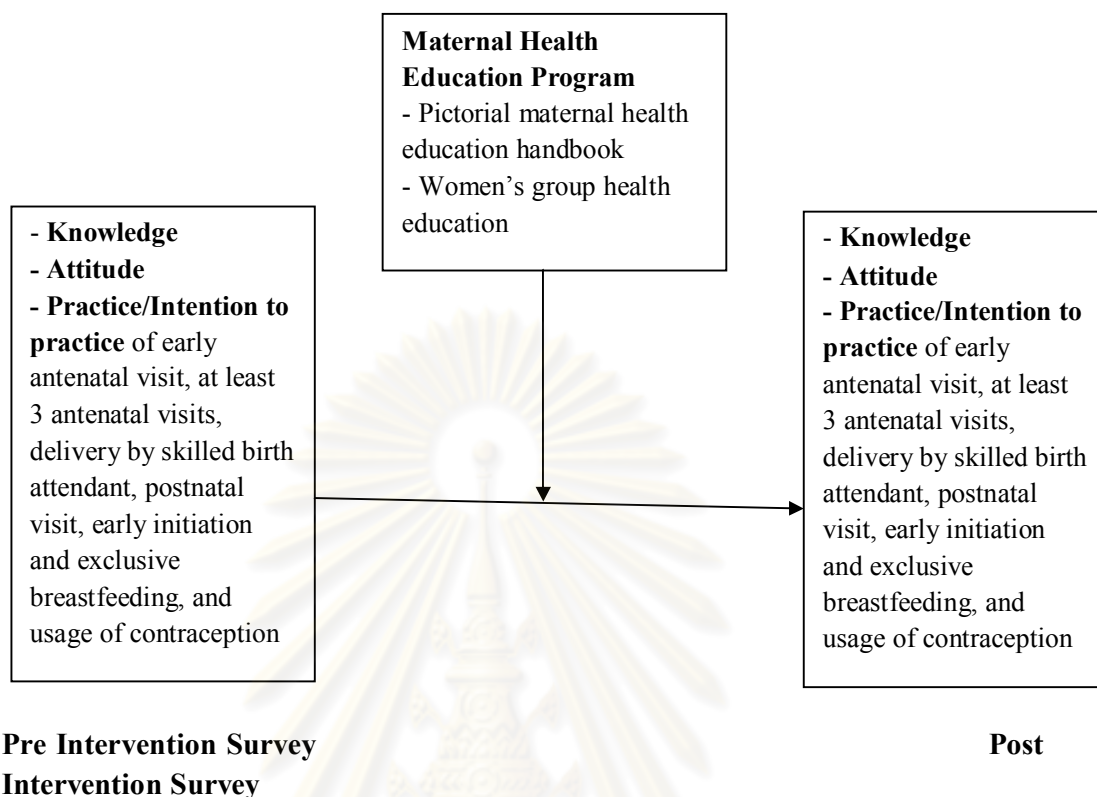 Maternal Health
Education Program
- Pictorial maternal health
education handbook
- Women's group health
education
- Knowledge
- Attitude
- Practice/Intention to
practice of early
antenatal visit, at least
3 antenatal visits,
delivery by skilled birth
attendant, postnatal
visit, early initiation
and exclusive
breastfeeding, and
usage of contraception
- Knowledge
- Attitude
- Practice/Intention to
practice of early
antenatal visit, at least
3 antenatal visits,
delivery by skilled birth
attendant, postnatal
visit, early initiation
and exclusive
breastfeeding, and
usage of contraception
Pre Intervention Survey Post
Intervention Survey